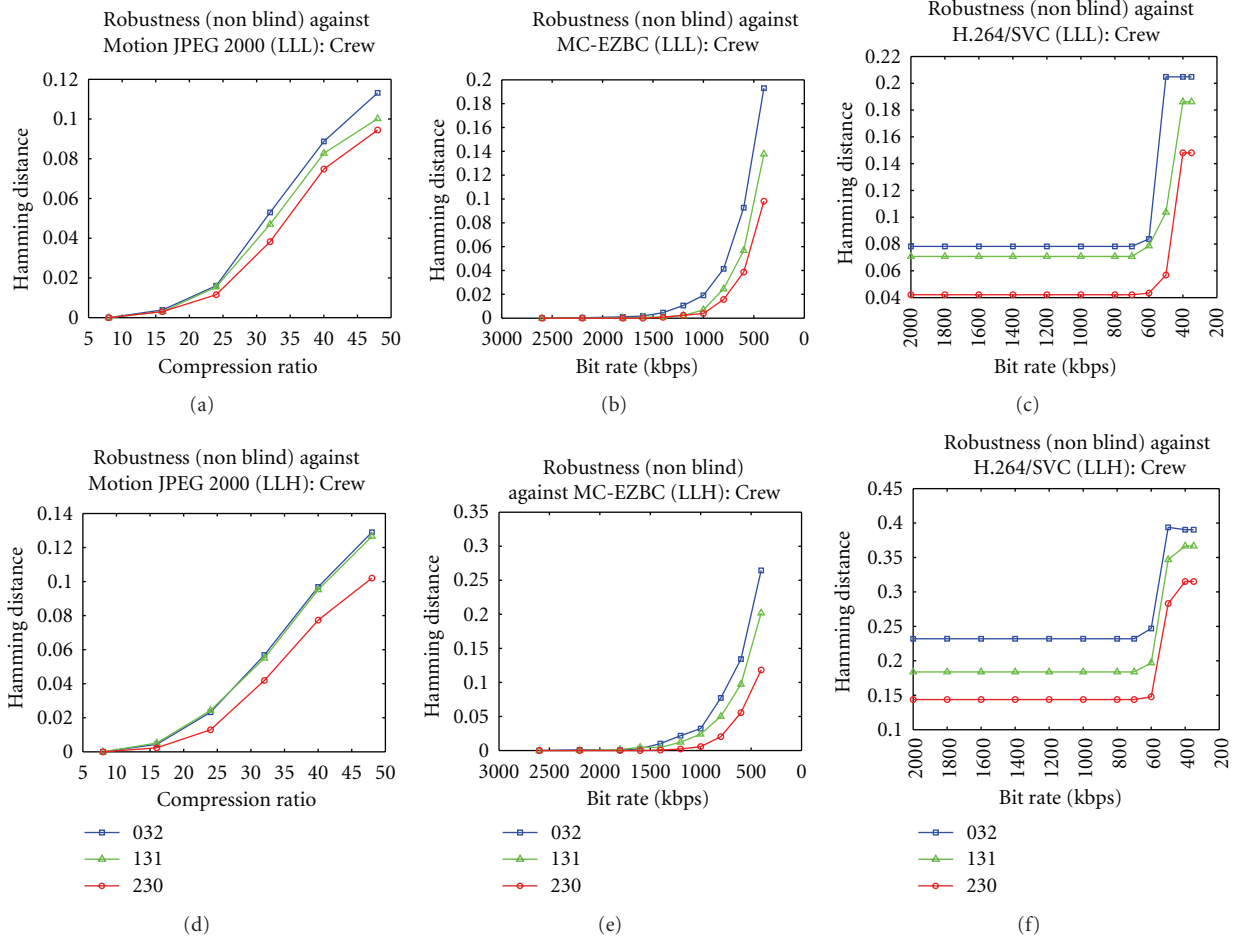 Robustness (non blind) against
Motion JPEG 2000 (LLL): Crew
0.12
0.1
0.08
0.06
0.04
0.02
0
Hamming distance
5 10 15 20 25 30 35 40 45 50
Compression ratio
(a)
Robustness (non blind) against
MC-EZBC (LLL): Crew
0.2
0.18
0.16
0.14
0.12
0.1
0.08
0.06
0.04
0.02
0
Hamming distance
3000 2500 2000 1500 1000 500 0
Bit rate (kbps)
(b)
Robustness (non blind) against
H.264/SVC (LLL): Crew
0.22
0.2
0.18
0.16
0.14
0.12
0.1
0.08
0.06
0.04
Hamming distance
2000 1800 1600 1400 1200 1000 800 600 400 200
Bit rate (kbps)
(c)
Robustness (non blind) against
Motion JPEG 2000 (LLH): Crew
0.14
0.12
0.1
0.08
0.06
0.04
0.02
0
Hamming distance
5 10 15 20 25 30 35 40 45 50
Compression ratio
032
131
230
(d)
Robustness (non blind)
against MC-EZBC (LLH): Crew
0.35
0.3
0.25
0.2
0.15
0.1
0.05
0
Hamming distance
3000 2500 2000 1500 1000 500 0
Bit rate (kbps)
032
131
230
(e)
Robustness (non blind) against
H.264/SVC (LLH): Crew
0.45
0.4
0.35
0.3
0.25
0.2
0.15
0.1
Hamming distance
2000 1800 1600 1400 1200 1000 800 600 400 200
Bit rate (kbps)
032
131
230
(f)